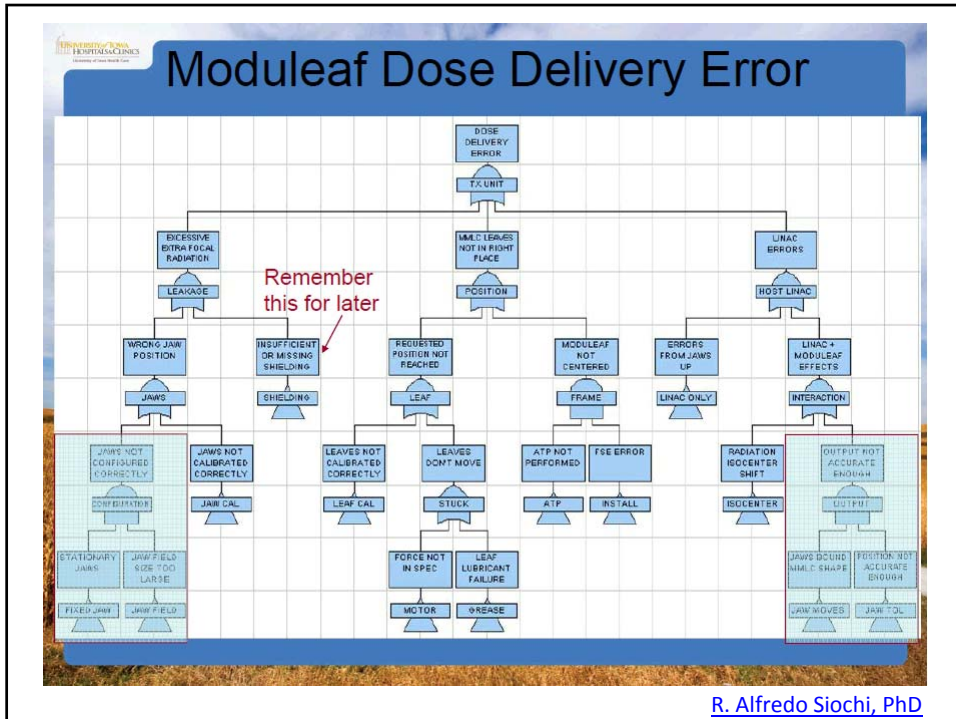 UNIVERSITY OF IOWA
HOSPITALS & CLINICS
University of Iowa Health Care
Moduleaf Dose Delivery Error
DOSE
DELIVERY
ERROR
TX UNIT
EXCESSIVE
EXTRA FOCAL
RADIATION
LEAKAGE
MMLC LEAVES
NOT IN RIGHT
PLACE
POSITION
LINAC
ERRORS
HOST LINAC
Remember
this for later
WRONG JAW
POSITION
JAWS
INSUFFICIENT
OR MISSING
SHIELDING
SHIELDING
REQUESTED
POSITION NOT
REACHED
LEAF
MODULEAF
NOT
CENTERED
FRAME
ERRORS
FROM JAWS
UP
LINAC ONLY
LINAC +
MODULEAF
EFFECTS
INTERACTION
JAWS NOT
CONFIGURED
CORRECTLY
CONFIGURATION
JAWS NOT
CALIBRATED
CORRECTLY
JAW CAL
LEAVES NOT
CALIBRATED
CORRECTLY
LEAF CAL
LEAVES
DONT MOVE
STUCK
ATP NOT
PERFORMED
ATP
FSE ERROR
INSTALL
RADIATION
ISOCENTER
SHIFT
ISOCENTER
OUTPUT NOT
ACCURATE
ENOUGH
OUTPUT
STATIONARY
JAWS
FIXED JAW
JAW FIELD
SIZE TOO
LARGE
JAW FIELD
FORCE NOT
IN SPEC
MOTOR
LEAF
LUBRICANT
FAILURE
GREASE
JAWS BOUND
MMLC SHAPE
JAW MOVES
POSITION NOT
ACCURATE
ENOUGH
JAW TOL
R. Alfredo Siochi, PhD